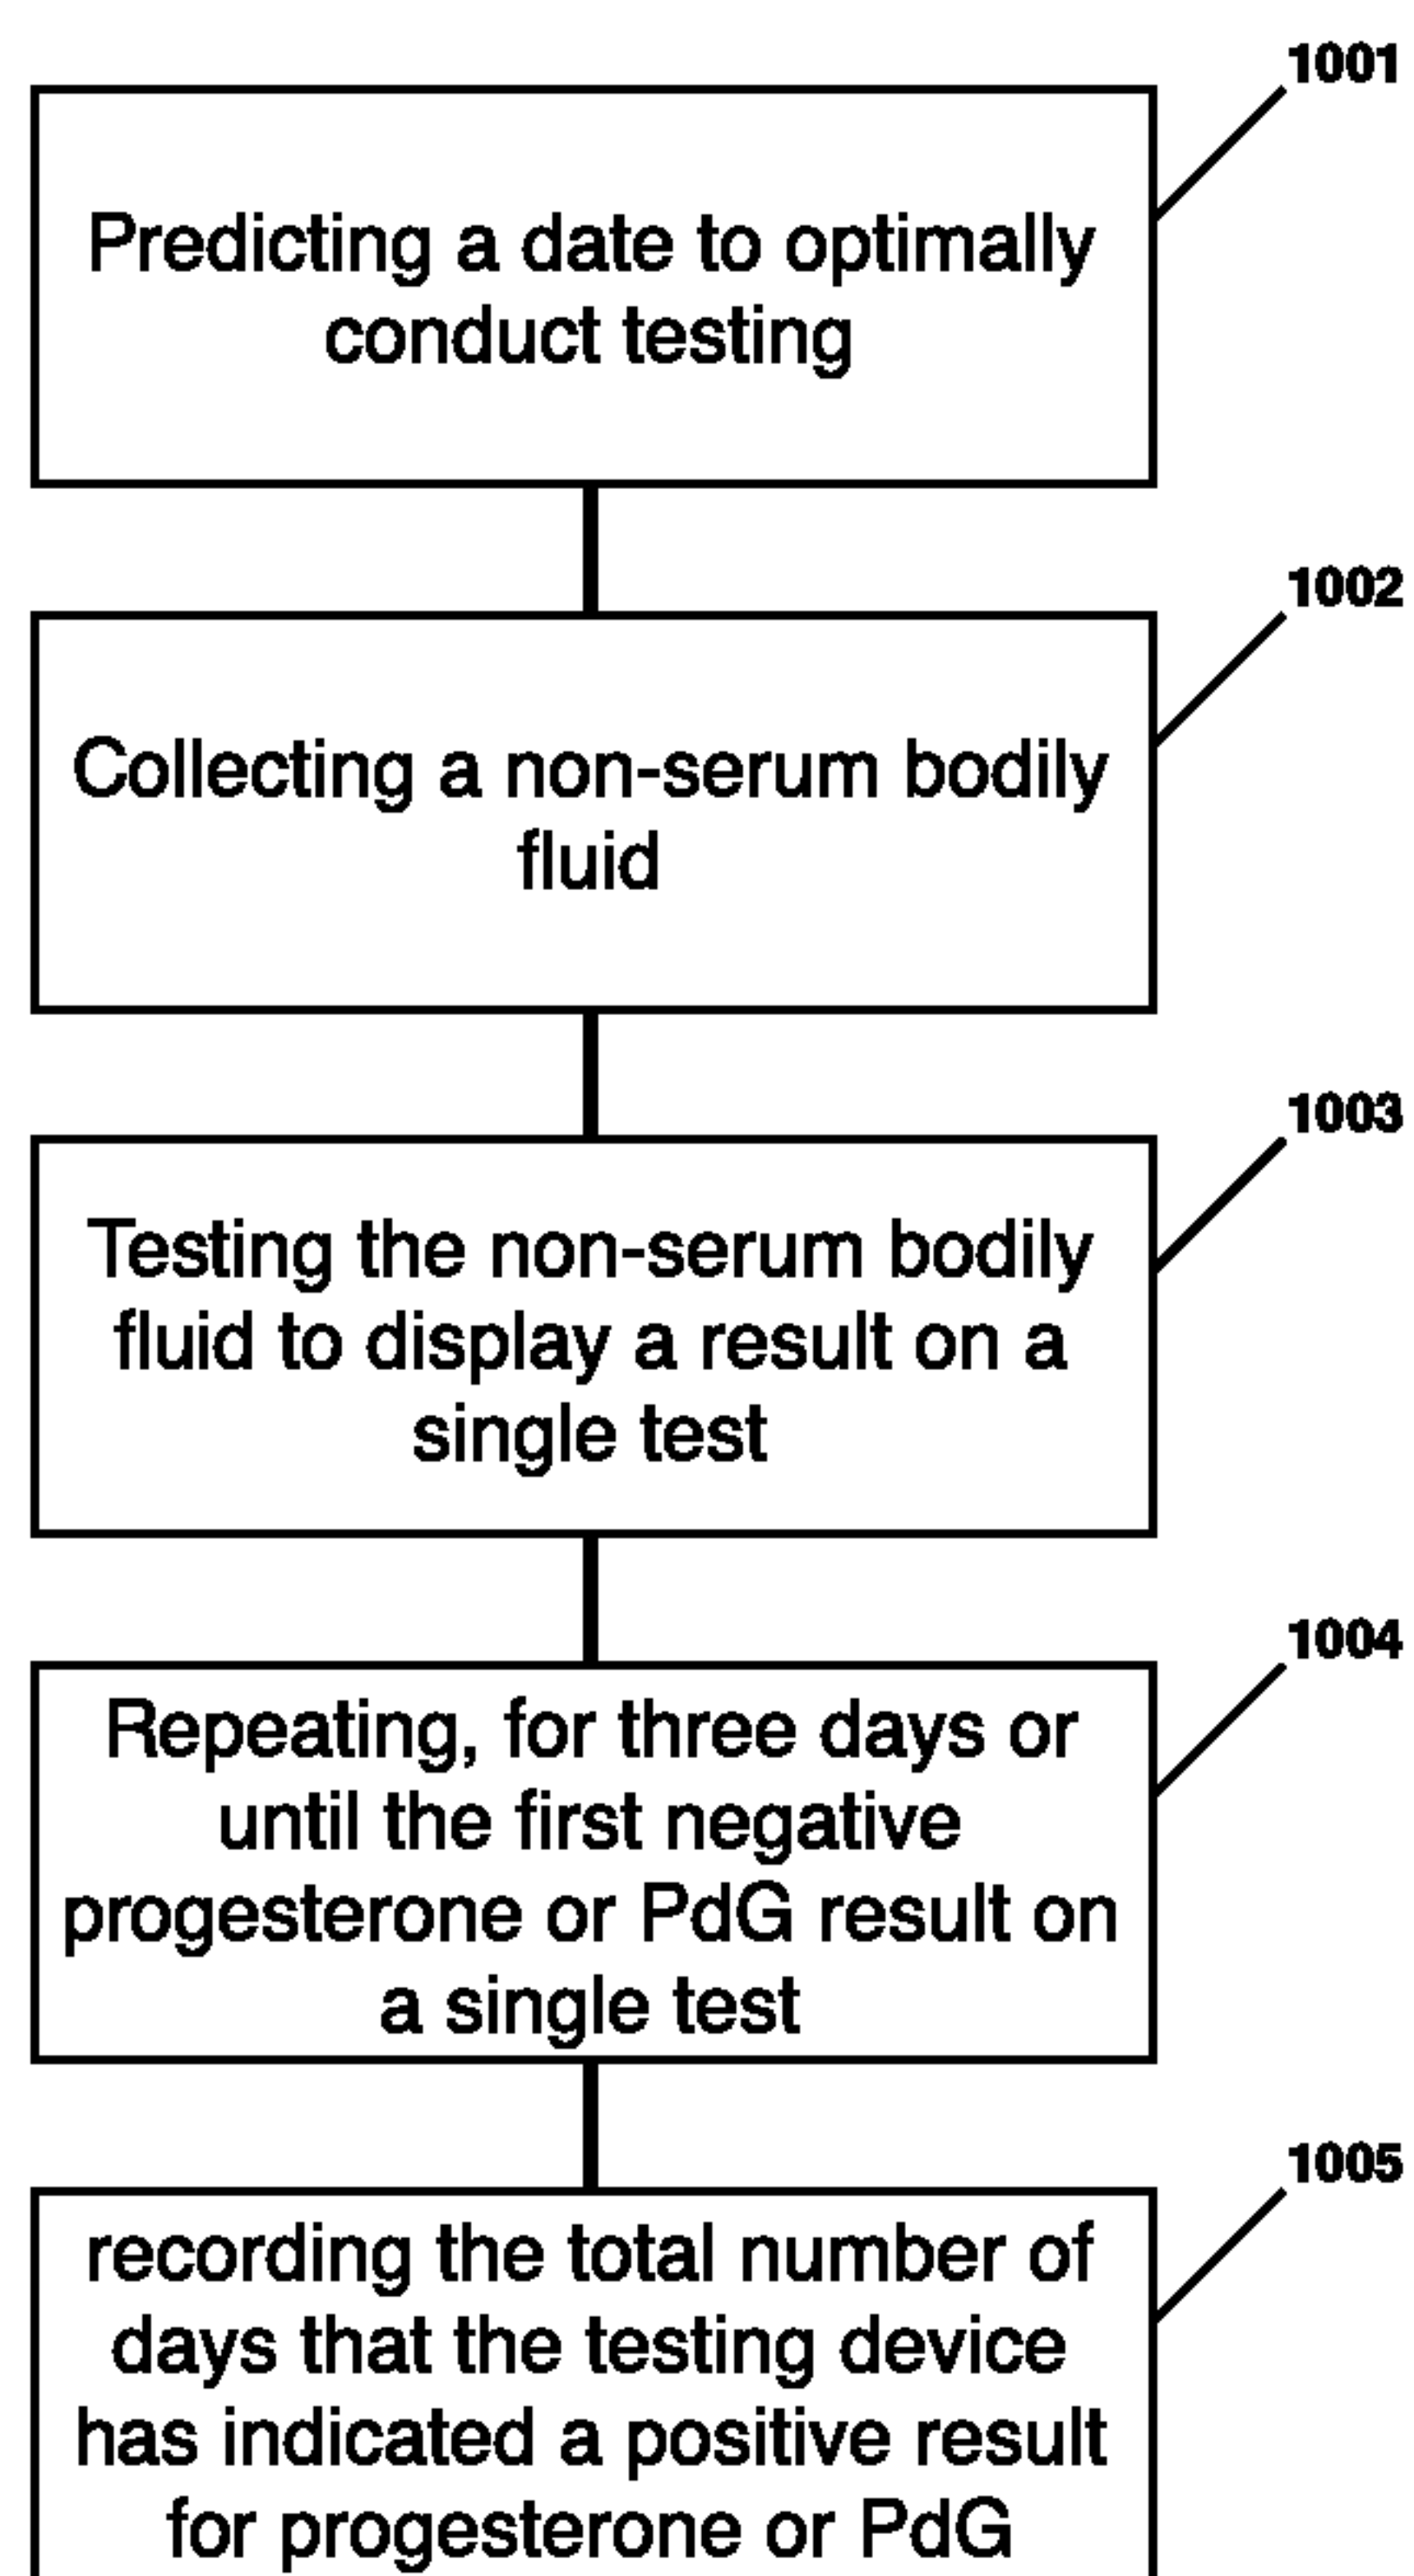 1001
Predicting a date to optimally
conduct testing
1002
Collecting a non-serum bodily
fluid
1003
Testing the non-serum bodily
fluid to display a result on a
single test
1004
Repeating, for three days or
until the first negative
progesterone or PdG result on
a single test
1005
recording the total number of
days that the testing device
has indicated a positive result
for progesterone or PdG